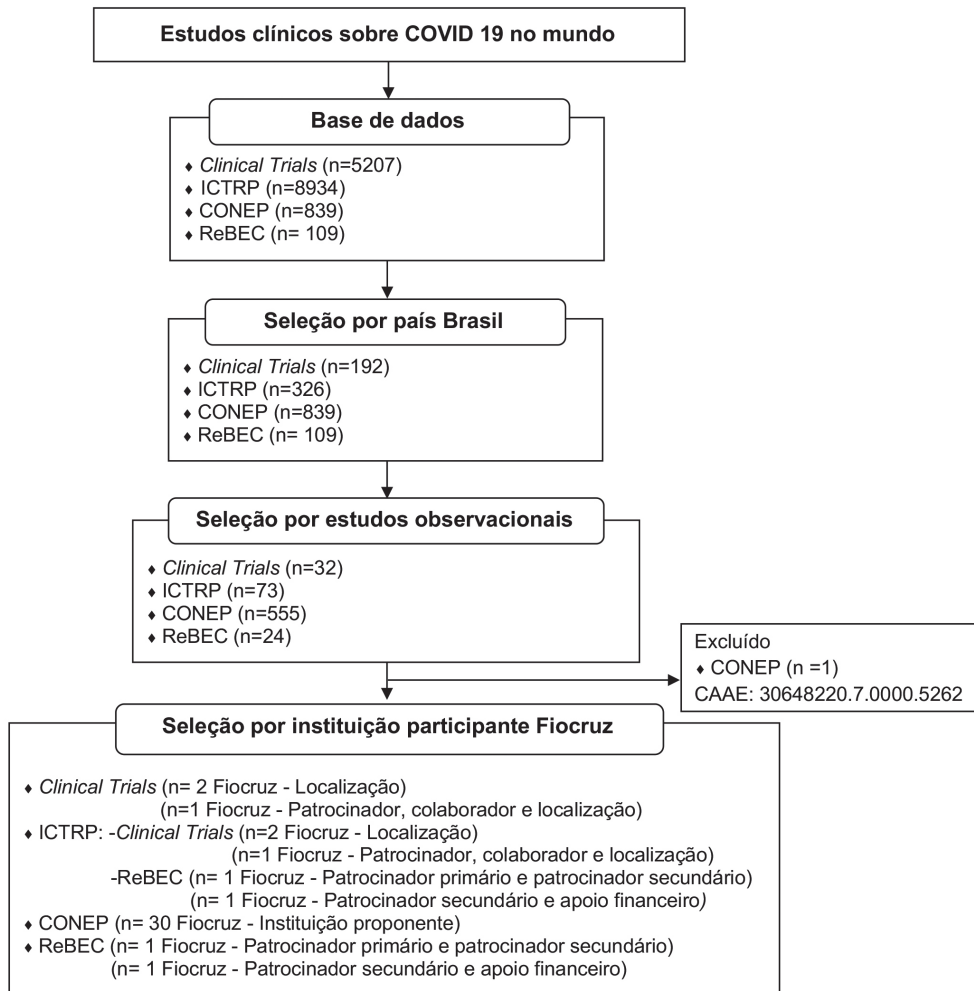 Estudos clínicos sobre COVID 19 no mundo
Base de dados
♦ Clinical Trials (n=5207)
♦ ICTRP (n=8934)
♦ CONEP (n=839)
♦ ReBEC (n= 109)
Seleção por país Brasil
♦ Clinical Trials (n=192)
♦ ICTRP (n=326)
♦ CONEP (n=839)
♦ ReBEC (n= 109)
Seleção por estudos observacionais
♦ Clinical Trials (n=32)
♦ ICTRP (n=73)
♦ CONEP (n=555)
♦ ReBEC (n=24)
Excluído
♦ CONEP (n =1)
CAAE: 30648220.7.0000.5262
Seleção por instituição participante Fiocruz
♦ Clinical Trials (n= 2 Fiocruz - Localização)
(n=1 Fiocruz - Patrocinador, colaborador e localização)
♦ ICTRP: -Clinical Trials (n=2 Fiocruz - Localização)
(n=1 Fiocruz - Patrocinador, colaborador e localização)
-ReBEC (n= 1 Fiocruz - Patrocinador primário e patrocinador secundário)
(n= 1 Fiocruz - Patrocinador secundário e apoio financeiro)
♦ CONEP (n= 30 Fiocruz - Instituição proponente)
♦ ReBEC (n= 1 Fiocruz - Patrocinador primário e patrocinador secundário)
(n= 1 Fiocruz - Patrocinador secundário e apoio financeiro)